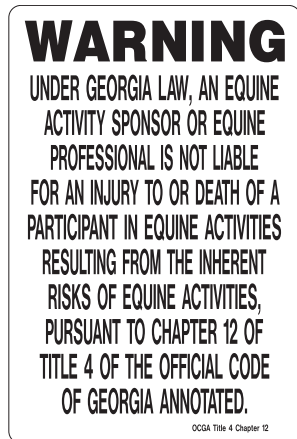 WARNING
UNDER GEORGIA LAW, AN EQUINE
ACTIVITY SPONSOR OR EQUINE
PROFESSIONAL IS NOT LIABLE
FOR AN INJURY TO OR DEATH OF A
PARTICIPANT IN EQUINE ACTIVITIES
RESULTING FROM THE INHERENT
RISKS OF EQUINE ACTIVITIES,
PURSUANT TO CHAPTER 12 OF
TITLE 4 OF THE OFFICIAL CODE
OF GEORGIA ANNOTATED.
OCGA Title 4 Chapter 12